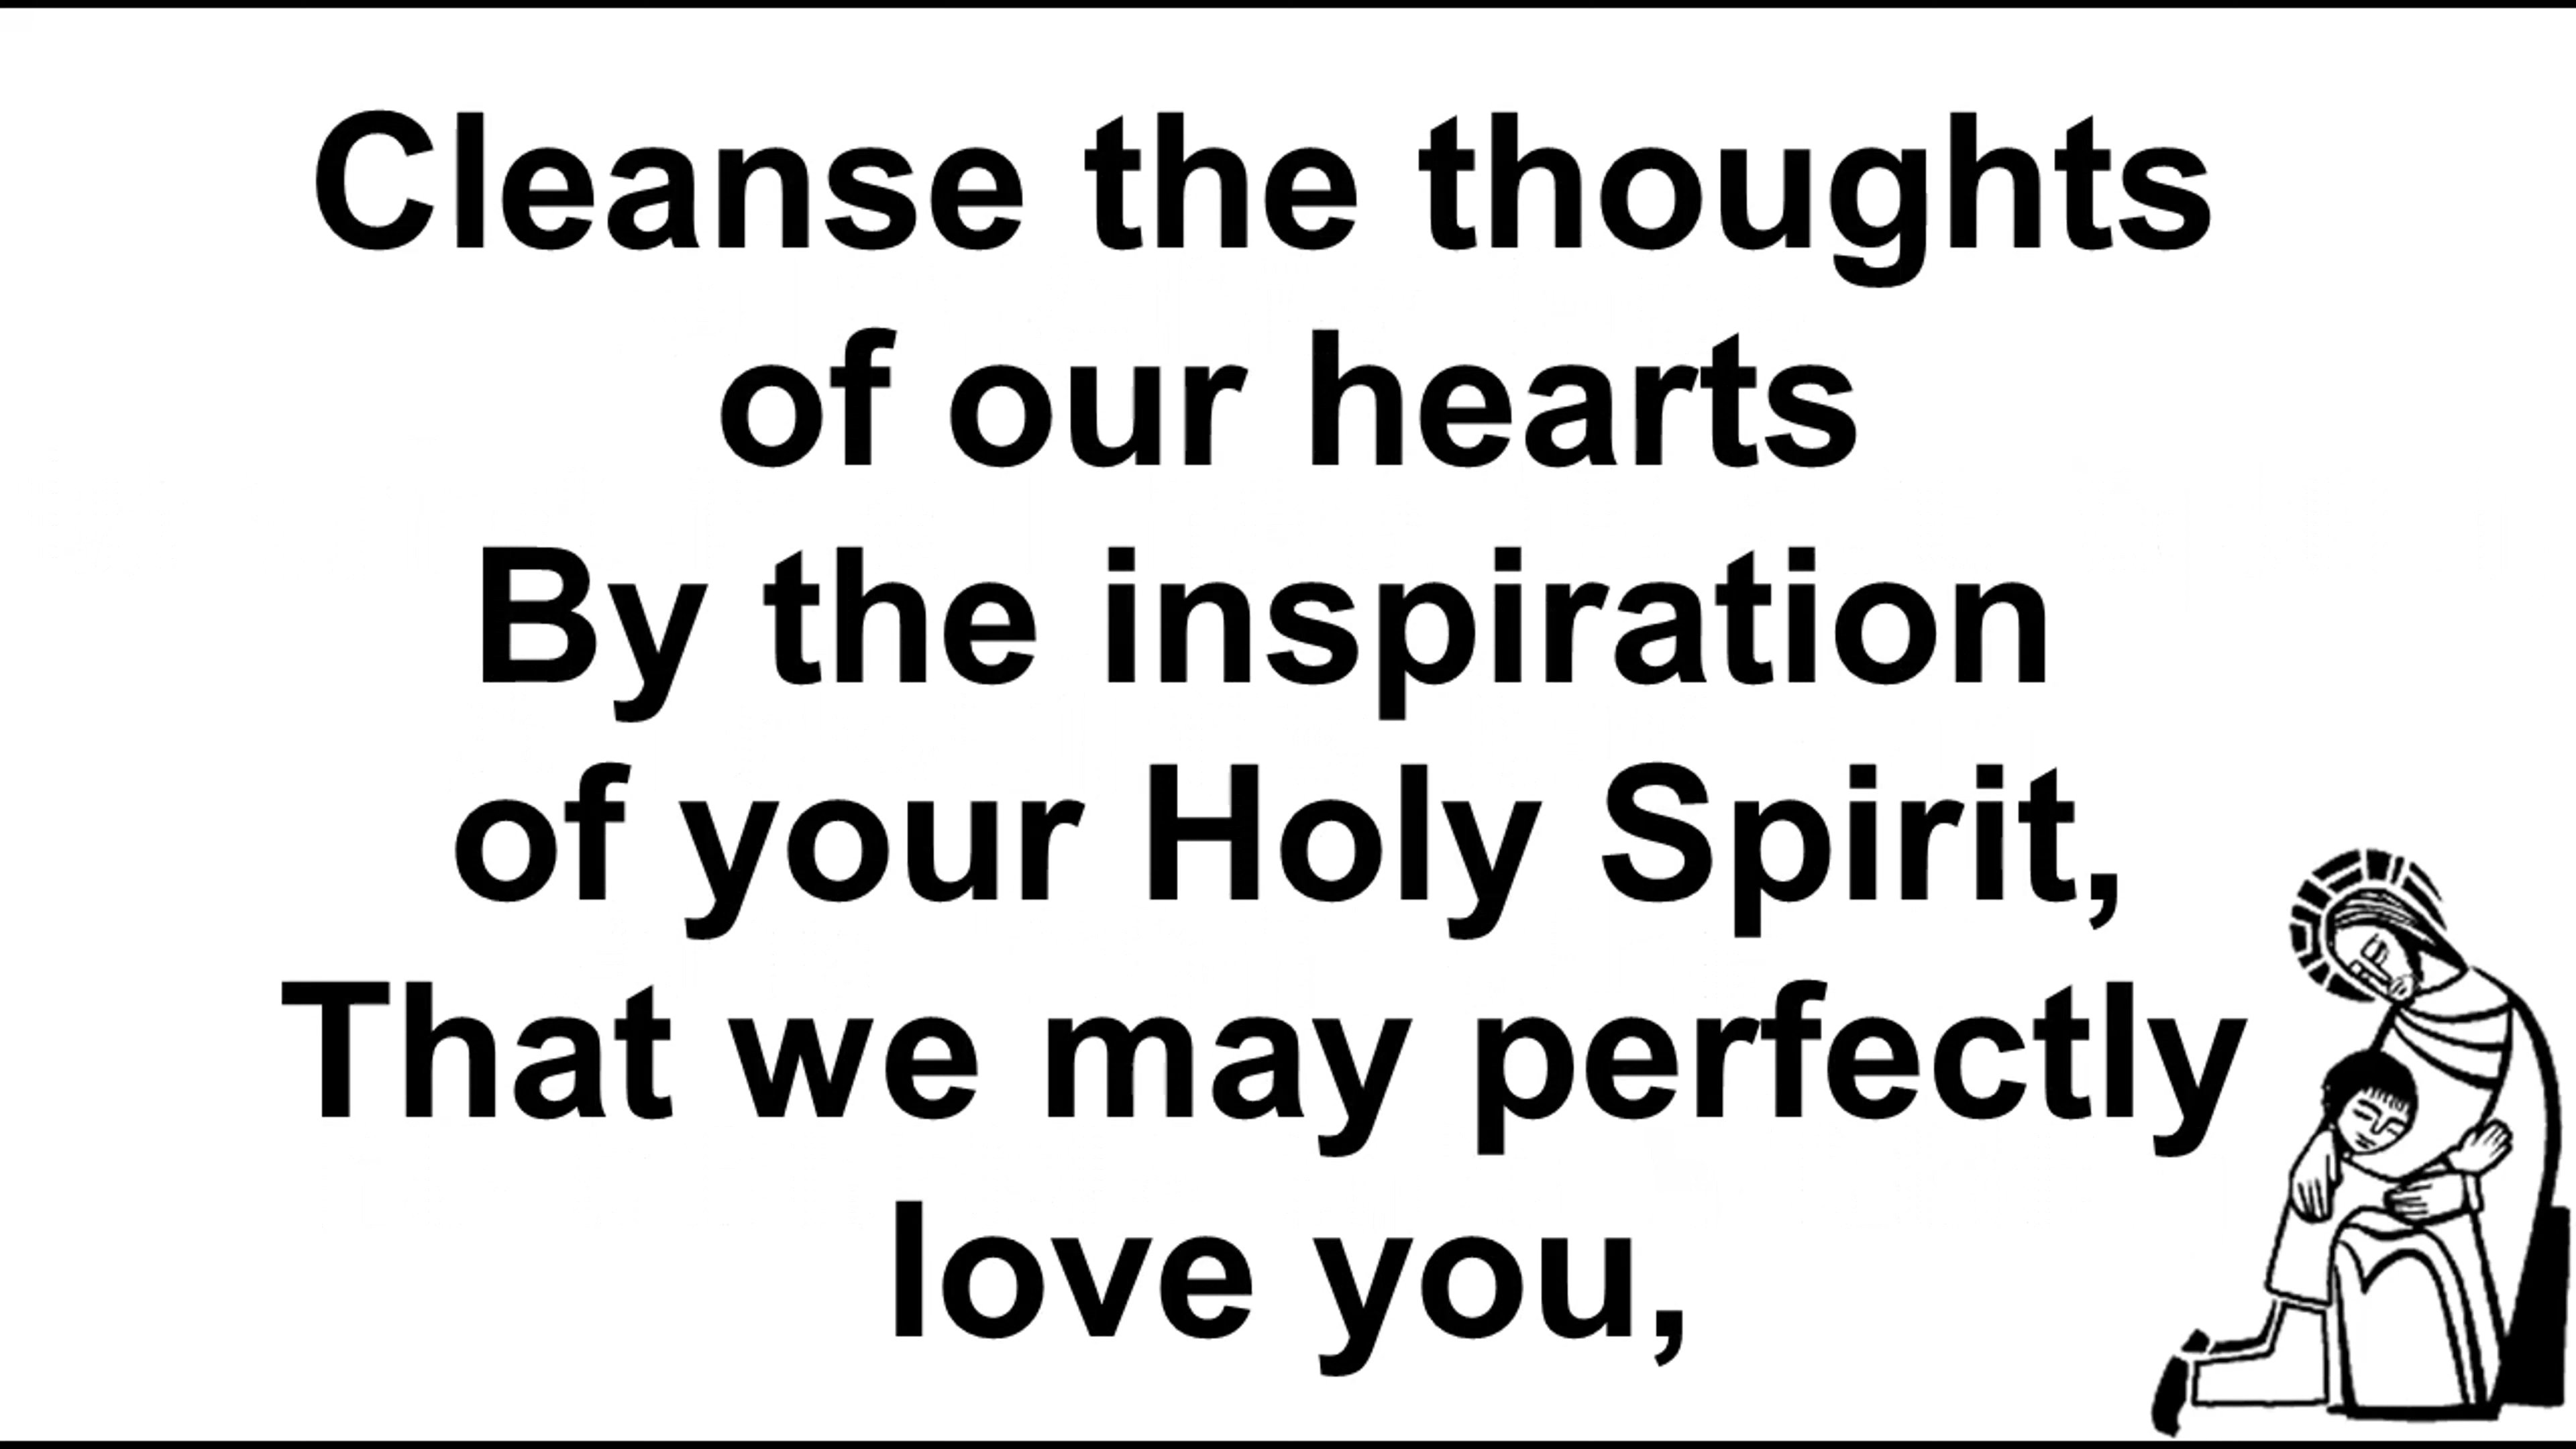 Cleanse the thoughts
of our hearts
By the inspiration
of your Holy Spirit,
That we may perfectly
love you,